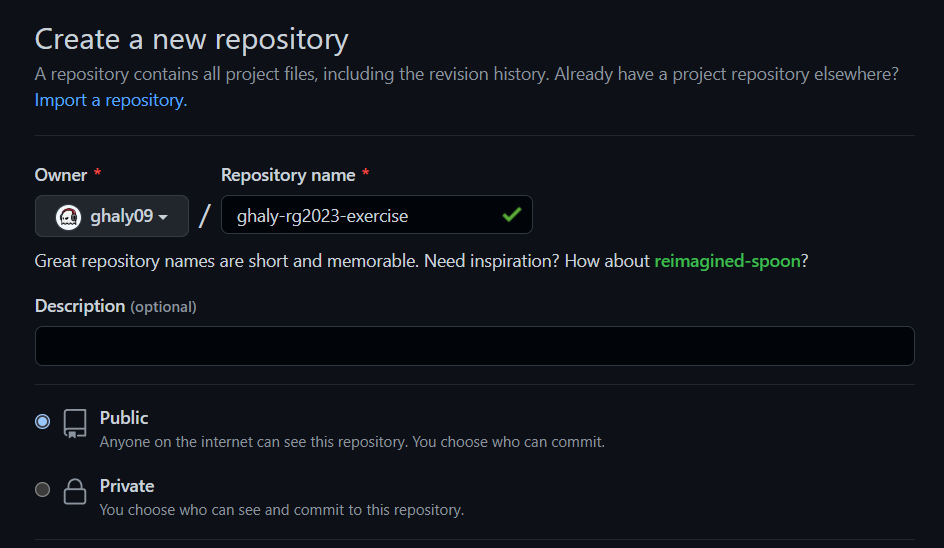 Create a new repository
A repository contains all project files, including the revision history. Already have a project repository elsewhere?
Import a repository.
Owner *
Repository name *
ghaly09 / ghaly-rg2023-exercise
Great repository names are short and memorable. Need inspiration? How about reimagined-spoon?
Description (optional)
Public
Anyone on the internet can see this repository. You choose who can commit.
Private
You choose who can see and commit to this repository.